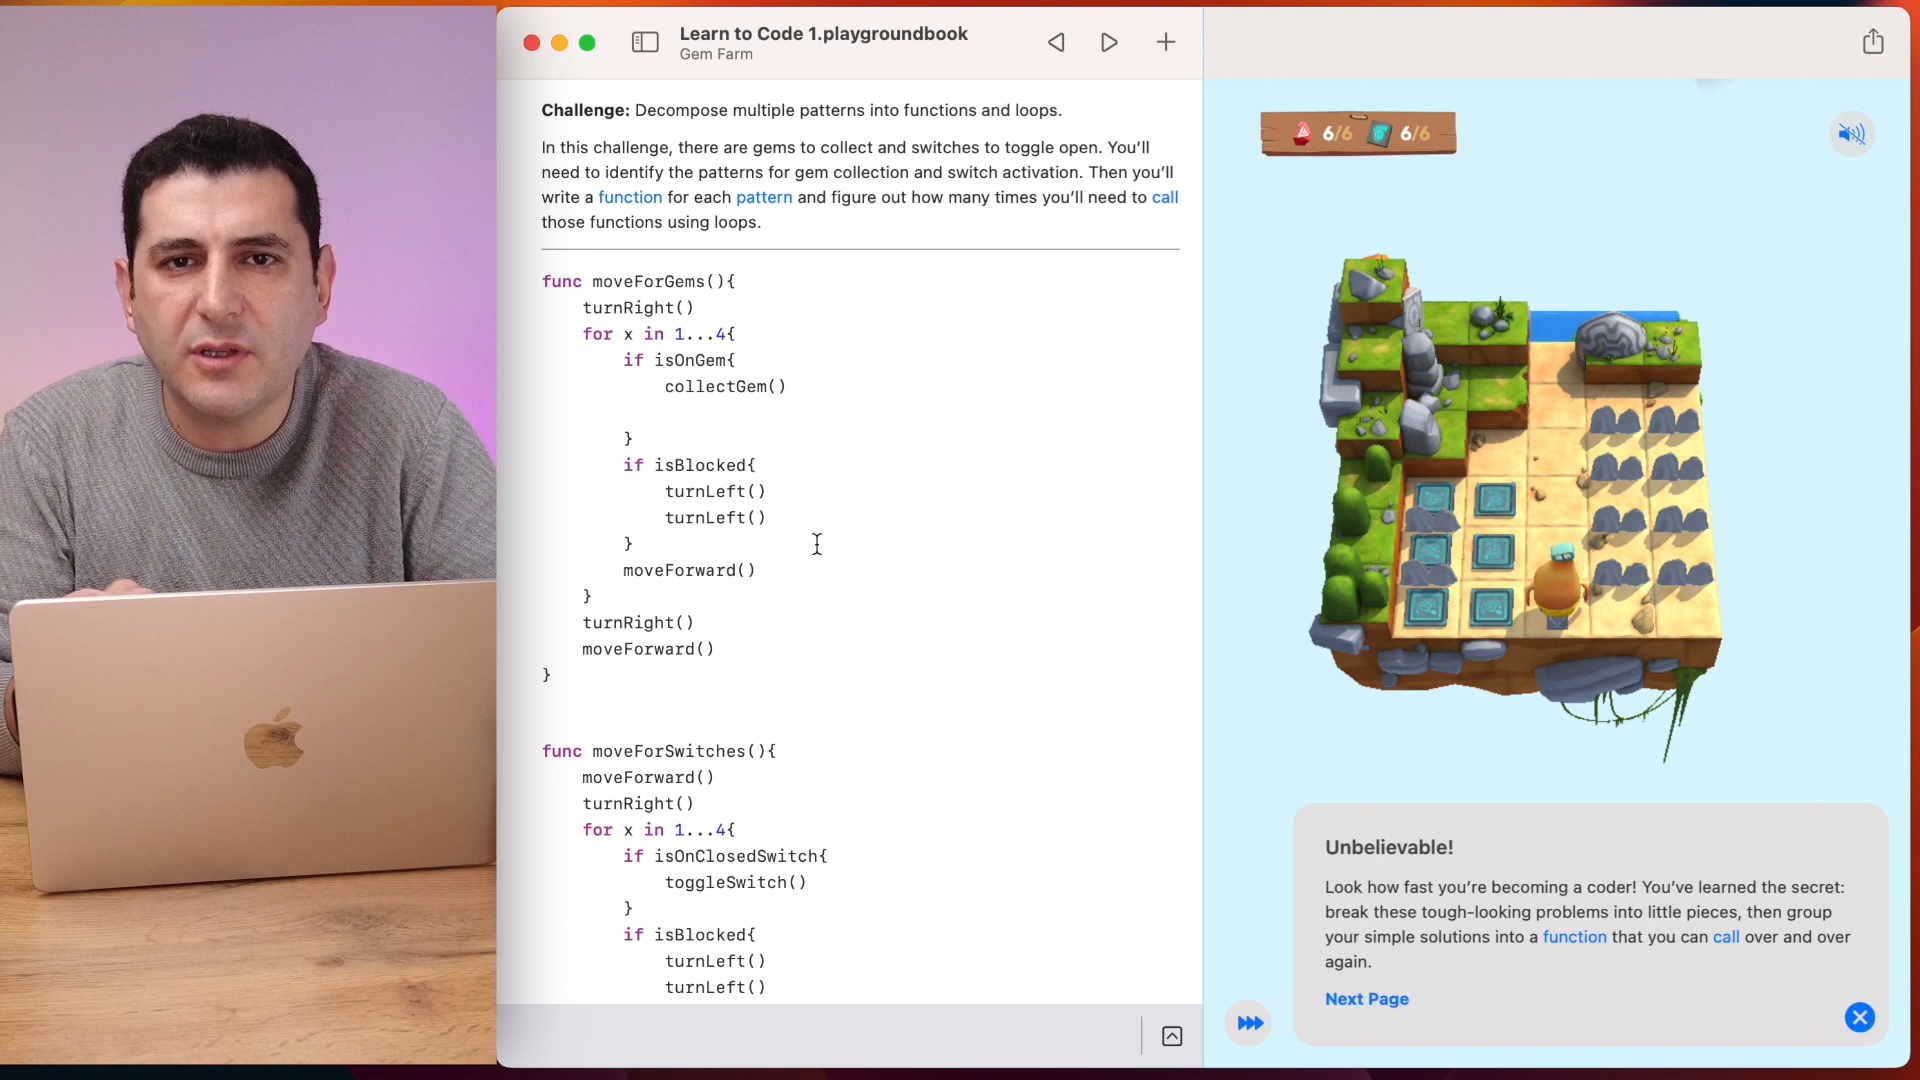 Learn to Code 1.playgroundbook
Gem Farm
Challenge: Decompose multiple patterns into functions and loops.
In this challenge, there are gems to collect and switches to toggle open. You’ll
need to identify the patterns for gem collection and switch activation. Then you’ll
write a function for each pattern and figure out how many times you’ll need to call
those functions using loops.
func moveForGems(){
turnRight()
for x in 1...4{
if isOnGem{
collectGem()
}
if isBlocked{
turnLeft()
turnLeft()
}
moveForward()
}
turnRight()
moveForward()
}
func moveForSwitches(){
moveForward()
turnRight()
for x in 1...4{
if isOnClosedSwitch{
toggleSwitch()
}
if isBlocked{
turnLeft()
turnLeft()
6/6 6/6
Unbelievable!
Look how fast you’re becoming a coder! You’ve learned the secret:
break these tough-looking problems into little pieces, then group
your simple solutions into a function that you can call over and over
again.
Next Page